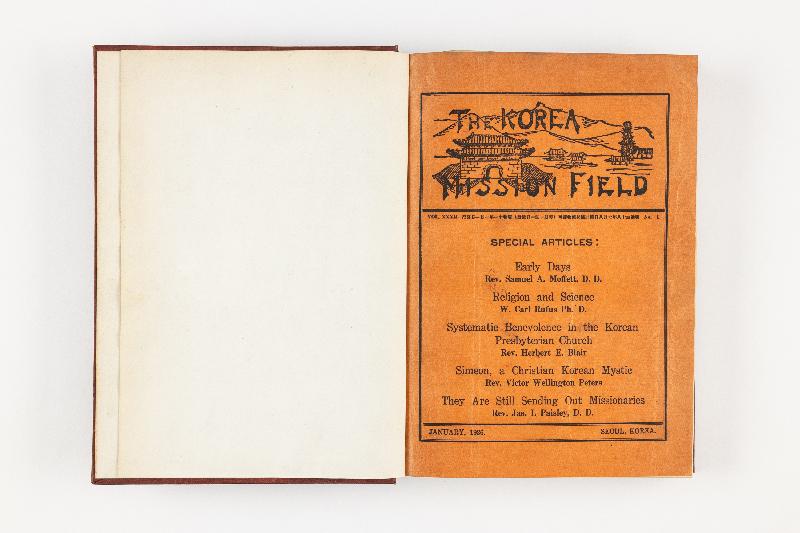 THE KOREA
MISSION FIELD
VOL. XXXII
SPECIAL ARTICLES:
Early Days
Rev. Samuel A. Moffett, D. D.
Religion and Science
W. Carl Rufus Ph. D.
Systematic Benevolence in the Korean
Presbyterian Church
Rev. Herbert E. Blair
Simeon, a Christian Korean Mystic
Rev. Victor Wellington Peters
They Are Still Sending Out Missionaries
Rev. Jas. I. Paisley, D. D.
JANUARY, 1936.
SEOUL, KOREA.